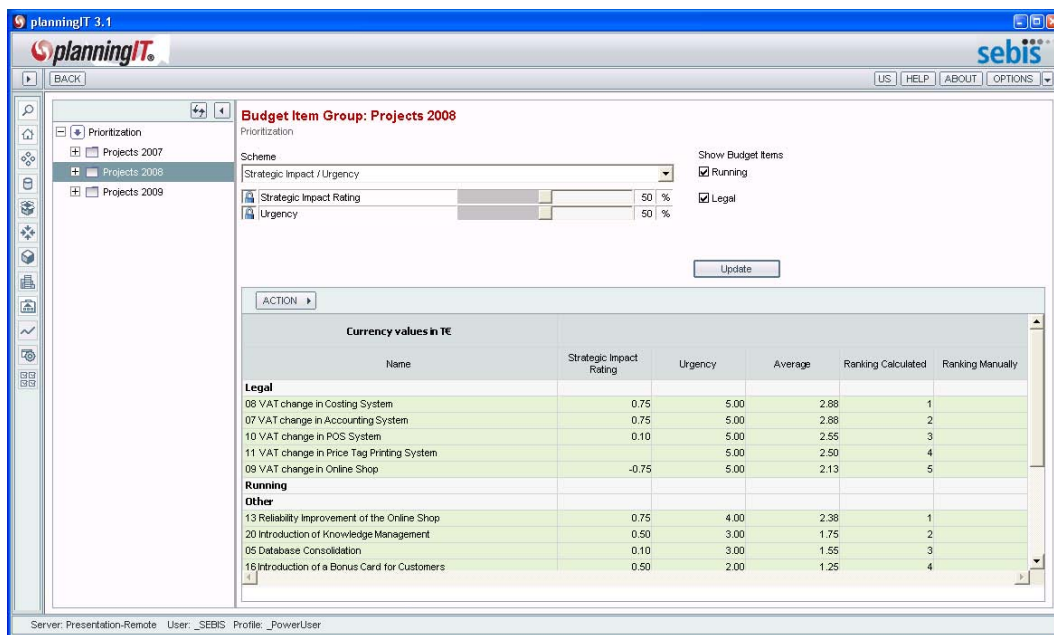 planningIT 3.1
planningIT®
sebis
BACK
US HELP ABOUT OPTIONS
Prioritization
Projects 2007
Projects 2008
Projects 2009
Budget Item Group: Projects 2008
Prioritization
Scheme
Strategic Impact / Urgency
Strategic Impact Rating 50 %
Urgency 50 %
Show Budget Items
Running
Legal
Update
ACTION
Currency values in T€
Name Strategic Impact Rating Urgency Average Ranking Calculated Ranking Manually
Legal
08 VAT change in Costing System 0.75 5.00 2.88 1
07 VAT change in Accounting System 0.75 5.00 2.88 2
10 VAT change in POS System 0.10 5.00 2.55 3
11 VAT change in Price Tag Printing System 5.00 2.50 4
09 VAT change in Online Shop -0.75 5.00 2.13 5
Running
Other
13 Reliability Improvement of the Online Shop 0.75 4.00 2.38 1
20 Introduction of Knowledge Management 0.50 3.00 1.75 2
05 Database Consolidation 0.10 3.00 1.55 3
16 Introduction of a Bonus Card for Customers 0.50 2.00 1.25 4
Server: Presentation-Remote User: _SEBIS Profile: _PowerUser